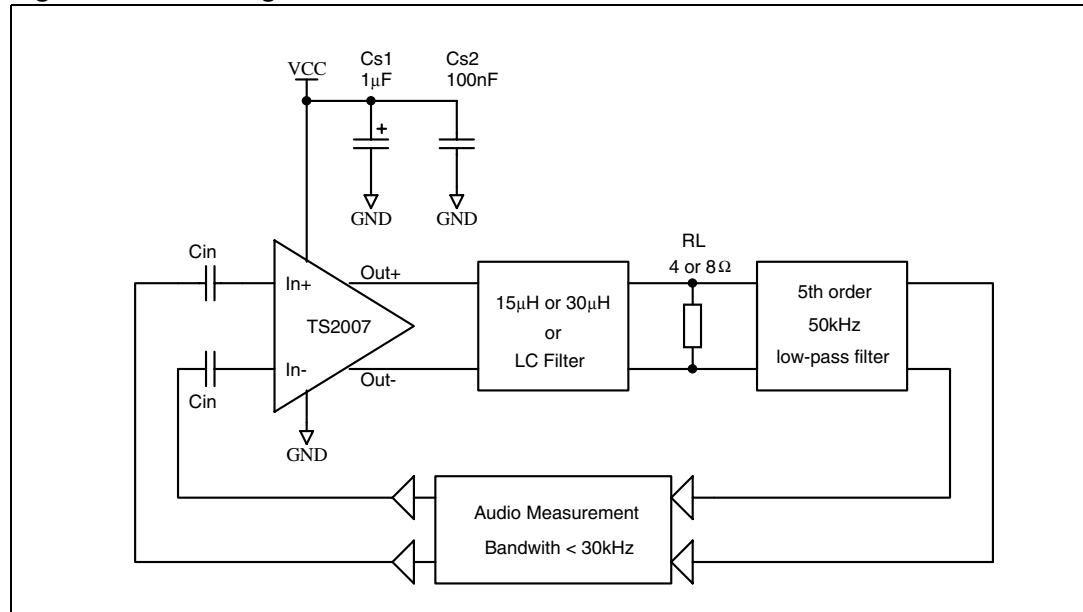 Cs1
1µF
Cs2
100nF
VCC
+
GND
GND
Cin
In+
Out+
TS2007
In-
Out-
Cin
GND
15µH or 30µH
or
LC Filter
RL
4 or 8Ω
5th order
50kHz
low-pass filter
Audio Measurement
Bandwith < 30kHz